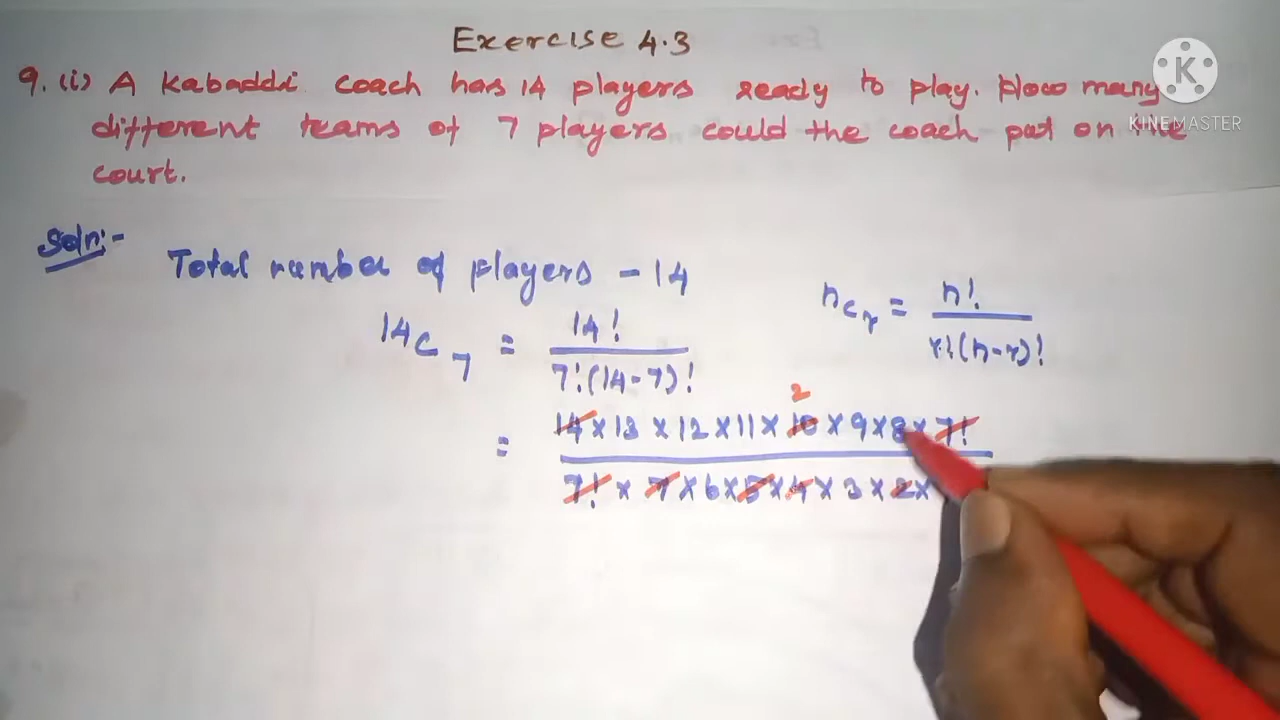 Exercise 4.3
9. (i) A Kabaddi coach has 14 players ready to play. How many
different teams of 7 players could the coach put on the
court.
Soln:-
Total number of players - 14
nCr = n! / r!(n-r)!
14C7 = 14! / 7!(14-7)!
2
= 14×13×12×11×10×9×8×7! / 7!×7×6×5×4×3×2×
K
KINEMASTER